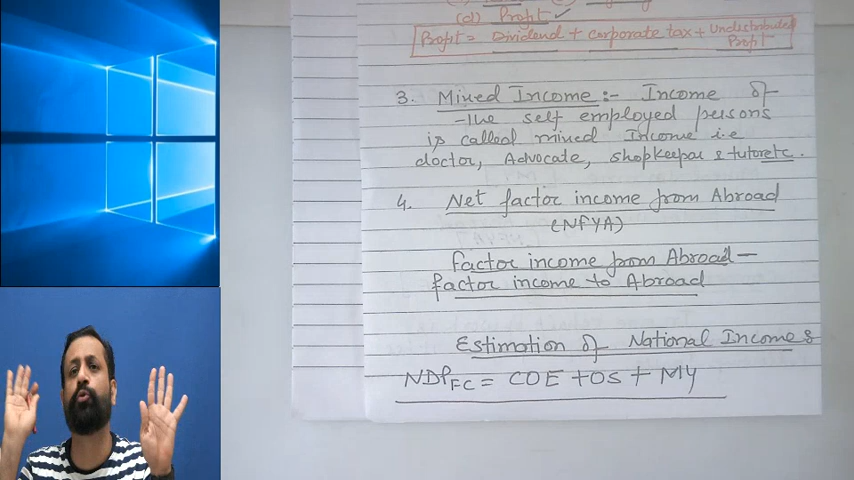 (d) Profit ✓
Profit = Dividend + corporate tax + Undistributed
Profit
3. Mixed Income :- Income of
the self employed persons
is called mixed Income i.e
doctor, Advocate, shopkeeper & tutor etc.
4. Net factor income from Abroad
(NFYA)
factor income from Abroad –
factor income to Abroad
Estimation of National Income :
NDPFC = COE + OS + MY